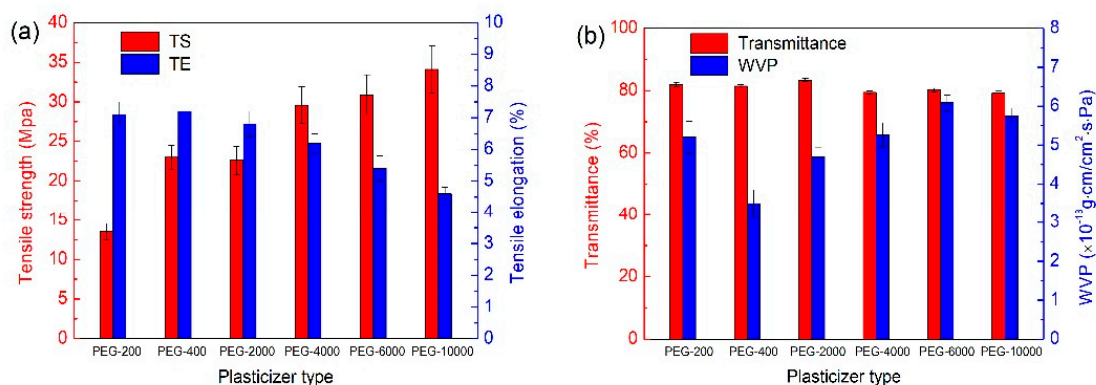 (a)
TS
TE
Tensile strength (Mpa)
40
35
30
25
20
15
10
5
0
Tensile elongation (%)
10
9
8
7
6
5
4
3
2
1
0
PEG-200 PEG-400 PEG-2000 PEG-4000 PEG-6000 PEG-10000
Plasticizer type
(b)
Transmittance
WVP
Transmittance (%)
100
80
60
40
20
0
WVP (×10⁻¹³g·cm/cm²·s·Pa)
8
7
6
5
4
3
2
1
0
PEG-200 PEG-400 PEG-2000 PEG-4000 PEG-6000 PEG-10000
Plasticizer type